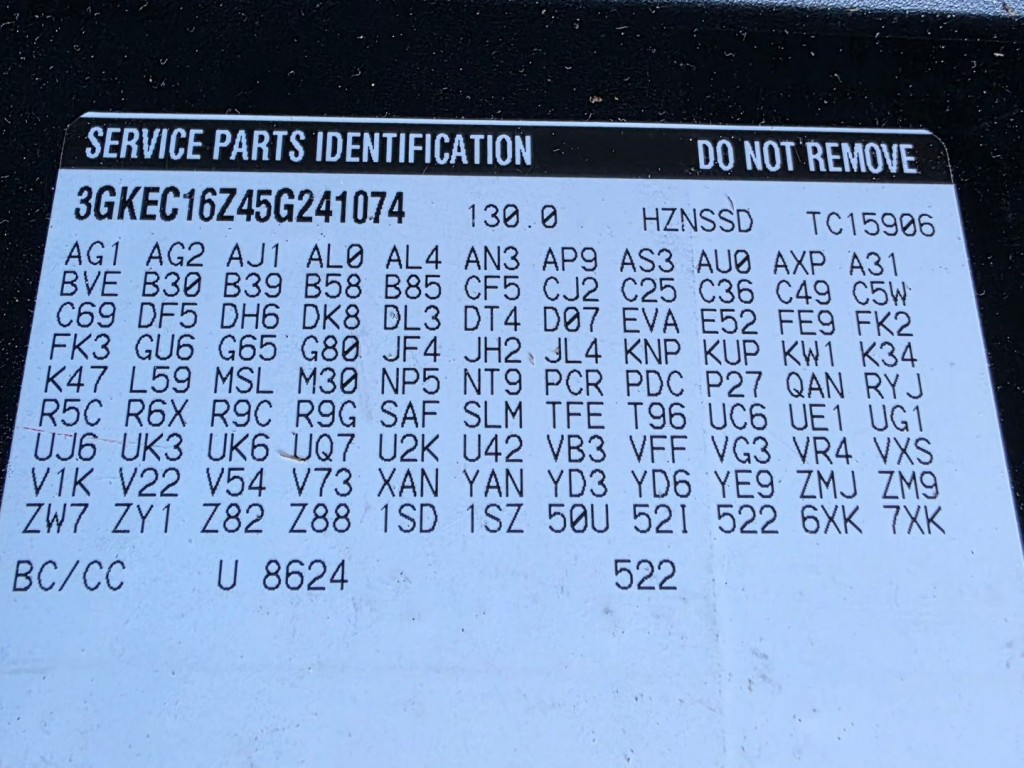 SERVICE PARTS IDENTIFICATION DO NOT REMOVE
3GKEC16Z45G241074 130.0 HZNSSD TC15906
AG1 AG2 AJ1 AL0 AL4 AN3 AP9 AS3 AU0 AXP A31
BVE B30 B39 B58 B85 CF5 CJ2 C25 C36 C49 C5W
C69 DF5 DH6 DK8 DL3 DT4 D07 EVA E52 FE9 FK2
FK3 GU6 G65 G80 JF4 JH2 JL4 KNP KUP KW1 K34
K47 L59 MSL M30 NP5 NT9 PCR PDC P27 QAN RYJ
R5C R6X R9C R9G SAF SLM TFE T96 UC6 UE1 UG1
UJ6 UK3 UK6 UQ7 U2K U42 VB3 VFF VG3 VR4 VXS
V1K V22 V54 V73 XAN YAN YD3 YD6 YE9 ZMJ ZM9
ZW7 ZY1 Z82 Z88 1SD 1SZ 50U 52I 522 6XK 7XK
BC/CC U 8624 522